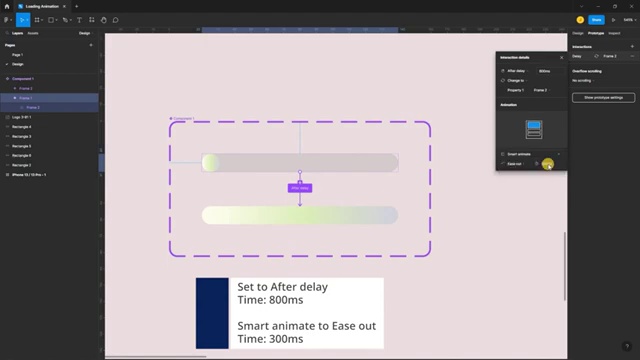 Loading Animation
Share
Layers
Assets
Design
Design
Prototype
Inspect
Pages
Page 1
Design
Component 1
Frame 2
Frame 1
Frame 3
Logo 3-BT 1
Rectangle 4
Rectangle 5
Rectangle 6
Rectangle 2
iPhone 13 / 13 Pro - 1
Component 1
After delay
Interaction details
After delay
800ms
Change to
Property 1
Frame 2
Animation
Smart animate
Ease out
Interactions
Delay
Frame 2
Overflow scrolling
No scrolling
Show prototype settings
Set to After delay
Time: 800ms
Smart animate to Ease out
Time: 300ms